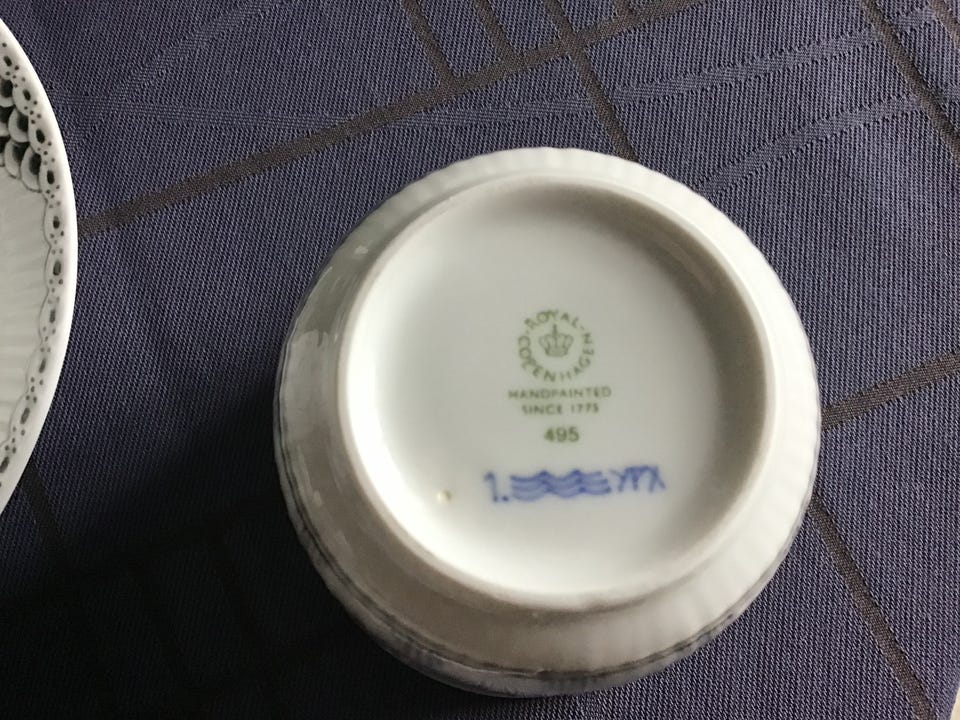 ROYAL
COPENHAGEN
HANDPAINTED
SINCE 1775
495
1.